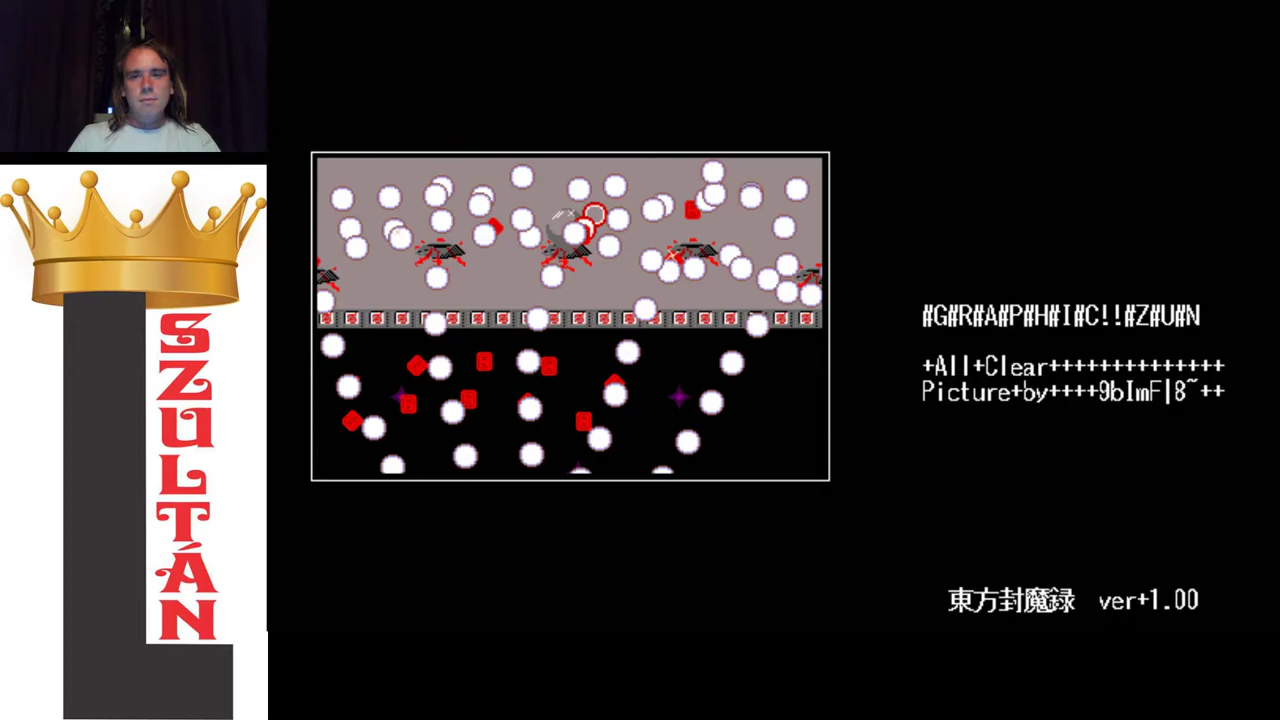 L
SZULTÁN
#G#R#A#P#H#I#C!!#Z#U#N
+All+Clear++++++++++++++
Picture+by++++9bImF|8~++
東方封魔録 ver+1.00